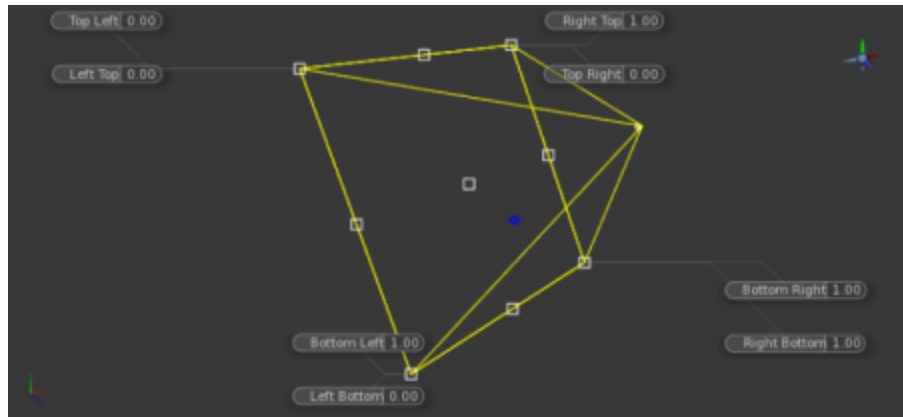 Top Left 0.00
Right Top 1.00
Left Top 0.00
Top Right 0.00
Bottom Right 1.00
Bottom Left 1.00
Right Bottom 1.00
Left Bottom 0.00